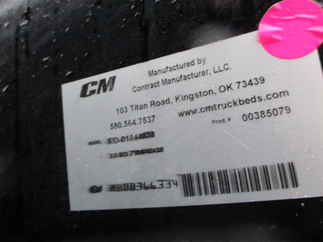 CM
Manufactured by
Contract Manufacturer, LLC.
103 Titan Road, Kingston, OK 73439
580.564.7537
www.cmtruckbeds.com
Prod # 00385079